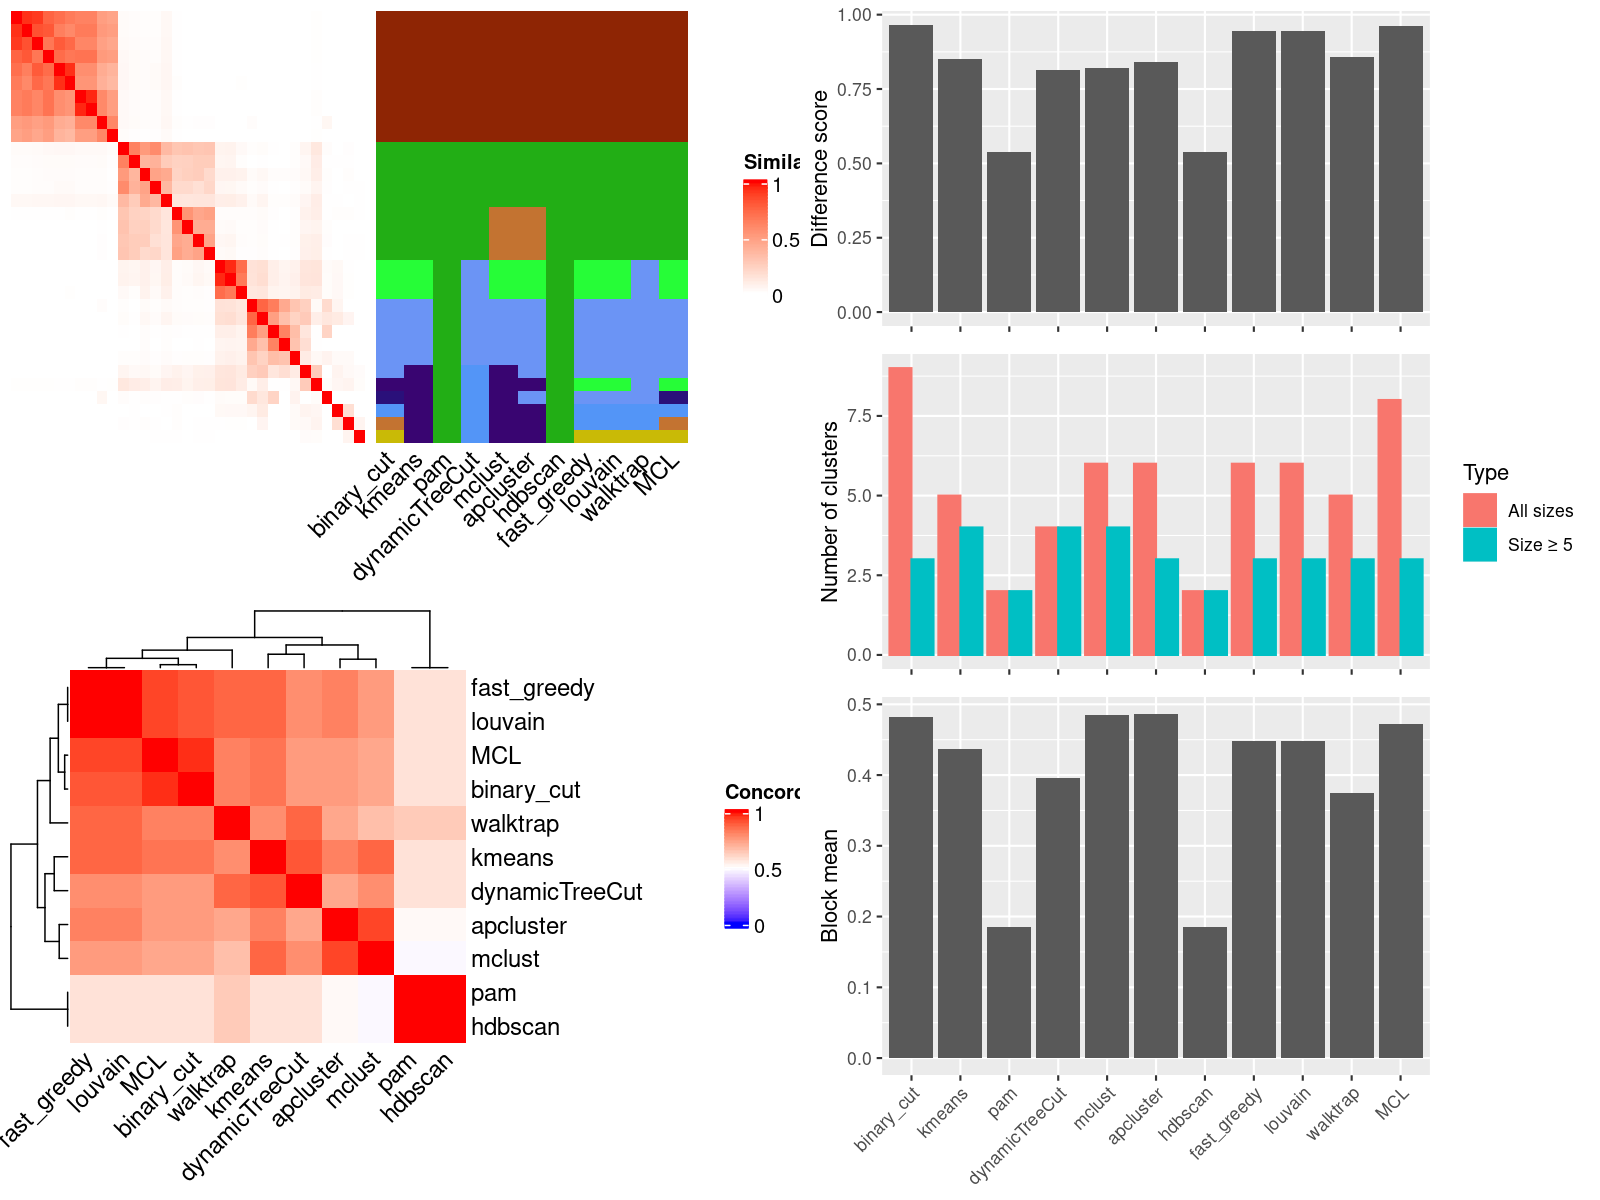 Simila
1
0.5
0
binary_cut
kmeans
pam
dynamicTreeCut
mclust
apcluster
hdbscan
fast_greedy
louvain
walktrap
MCL
fast_greedy
louvain
MCL
binary_cut
walktrap
kmeans
dynamicTreeCut
apcluster
mclust
pam
hdbscan
fast_greedy
louvain
MCL
binary_cut
walktrap
kmeans
dynamicTreeCut
apcluster
mclust
pam
hdbscan
Concord
1
0.5
0
Difference score
1.00
0.75
0.50
0.25
0.00
Number of clusters
7.5
5.0
2.5
0.0
Type
All sizes
Size ≥ 5
Block mean
0.5
0.4
0.3
0.2
0.1
0.0
binary_cut
kmeans
pam
dynamicTreeCut
mclust
apcluster
hdbscan
fast_greedy
louvain
walktrap
MCL